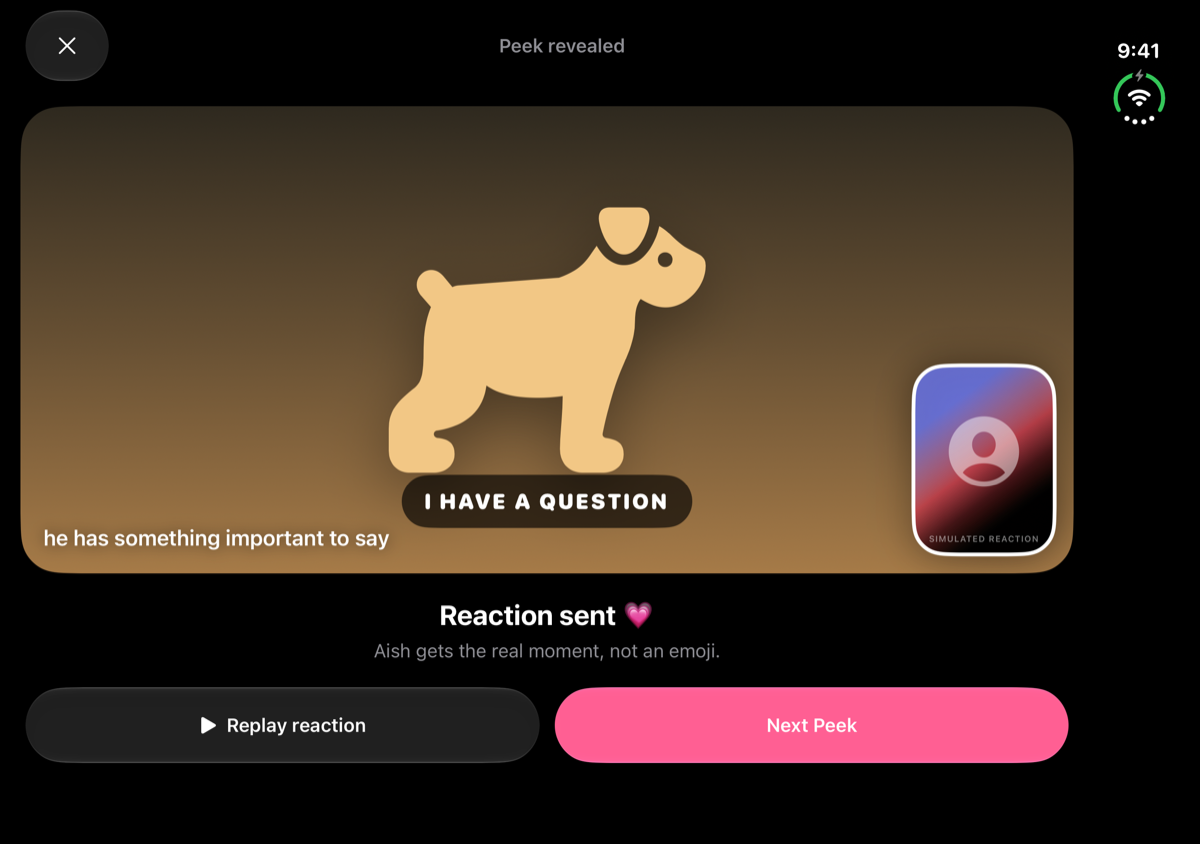 Peek revealed
9:41
I HAVE A QUESTION
he has something important to say
SIMULATED REACTION
Reaction sent 💗
Aish gets the real moment, not an emoji.
Replay reaction
Next Peek